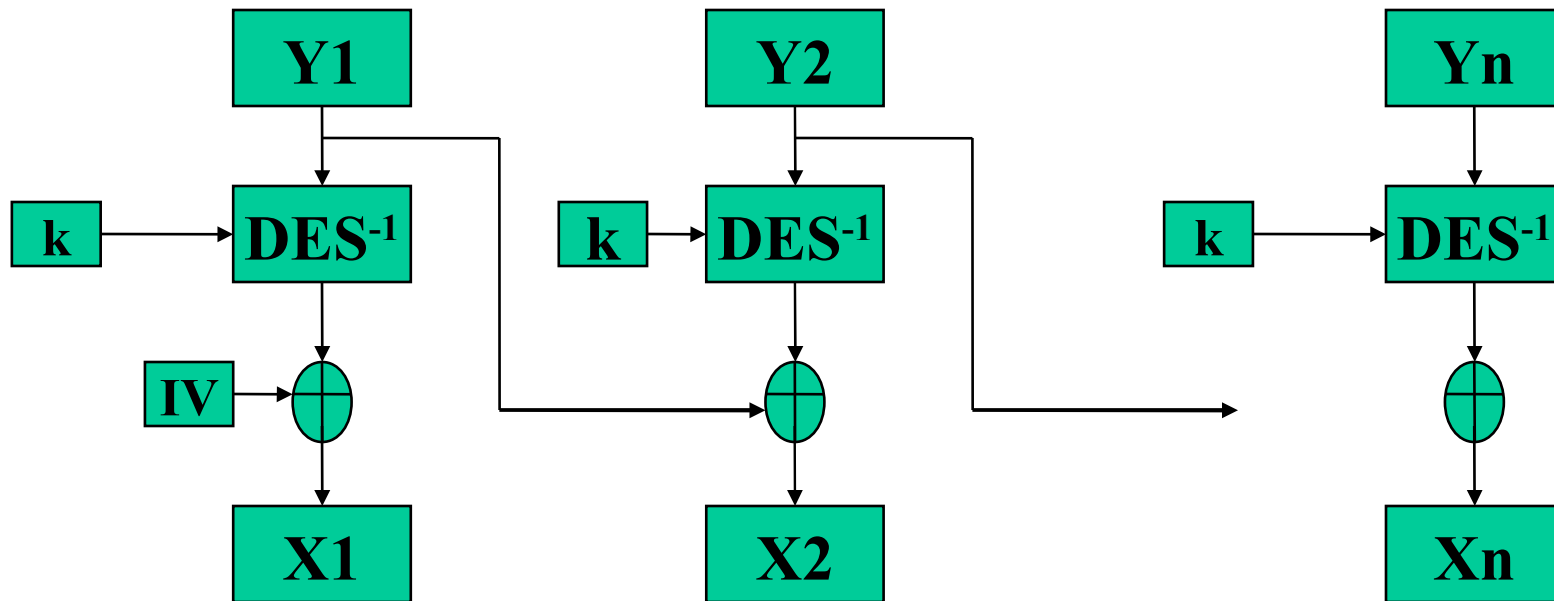 Y1 Y2 Yn
k DES⁻¹ k DES⁻¹ k DES⁻¹
IV
X1 X2 Xn